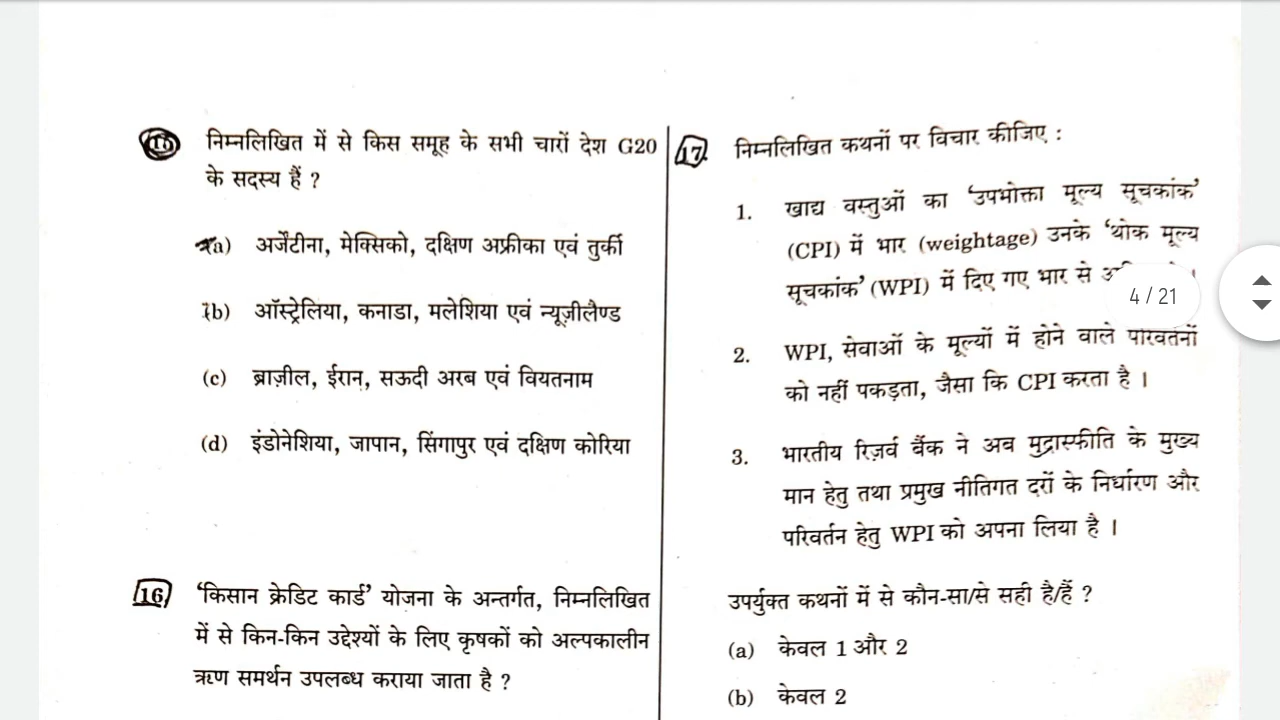 निम्नलिखित में से किस समूह के सभी चारों देश G20
के सदस्य हैं ?
a) अर्जेंटीना, मेक्सिको, दक्षिण अफ्रीका एवं तुर्की
b) ऑस्ट्रेलिया, कनाडा, मलेशिया एवं न्यूज़ीलैण्ड
(c) ब्राज़ील, ईरान, सऊदी अरब एवं वियतनाम
(d) इंडोनेशिया, जापान, सिंगापुर एवं दक्षिण कोरिया
16 ‘किसान क्रेडिट कार्ड’ योजना के अन्तर्गत, निम्नलिखित
में से किन-किन उद्देश्यों के लिए कृषकों को अल्पकालीन
ऋण समर्थन उपलब्ध कराया जाता है ?
17. निम्नलिखित कथनों पर विचार कीजिए :
1. खाद्य वस्तुओं का ‘उपभोक्ता मूल्य सूचकांक’
(CPI) में भार (weightage) उनके ‘थोक मूल्य
सूचकांक’ (WPI) में दिए गए भार से
2. WPI, सेवाओं के मूल्यों में होने वाले परिवर्तनों
को नहीं पकड़ता, जैसा कि CPI करता है ।
3. भारतीय रिज़र्व बैंक ने अब मुद्रास्फीति के मुख्य
मान हेतु तथा प्रमुख नीतिगत दरों के निर्धारण और
परिवर्तन हेतु WPI को अपना लिया है ।
उपर्युक्त कथनों में से कौन-सा/से सही है/हैं ?
(a) केवल 1 और 2
(b) केवल 2
4 / 21